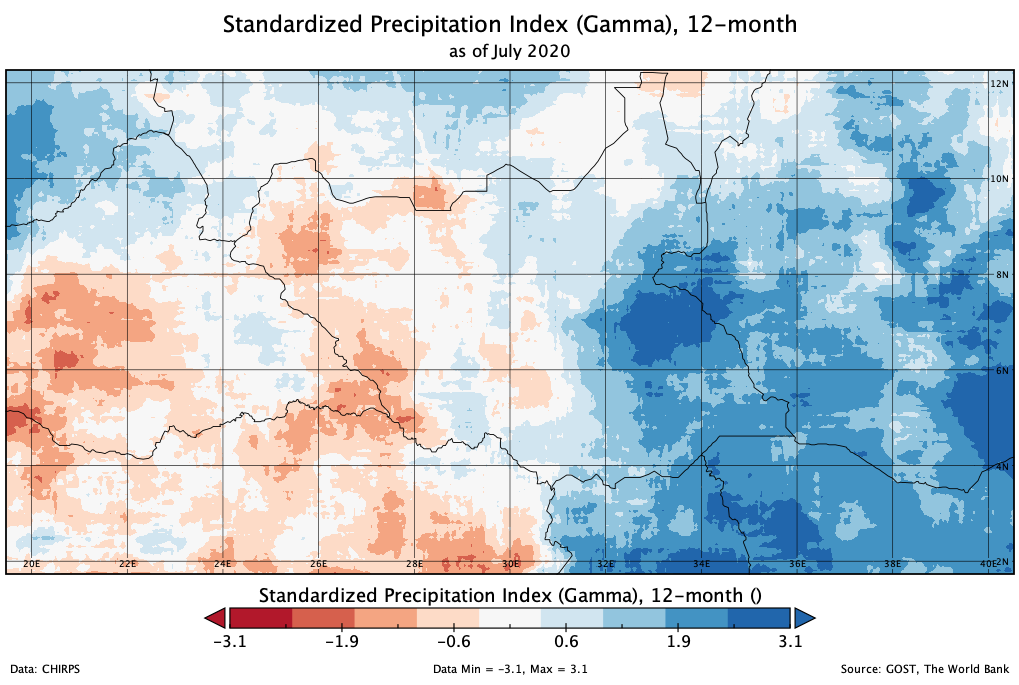 Standardized Precipitation Index (Gamma), 12-month
as of July 2020
12N
10N
8N
6N
4N
2N
20E 22E 24E 26E 28E 30E 32E 34E 36E 38E 40E
Standardized Precipitation Index (Gamma), 12-month ()
-3.1 -1.9 -0.6 0.6 1.9 3.1
Data: CHIRPS Data Min = -3.1, Max = 3.1 Source: GOST, The World Bank